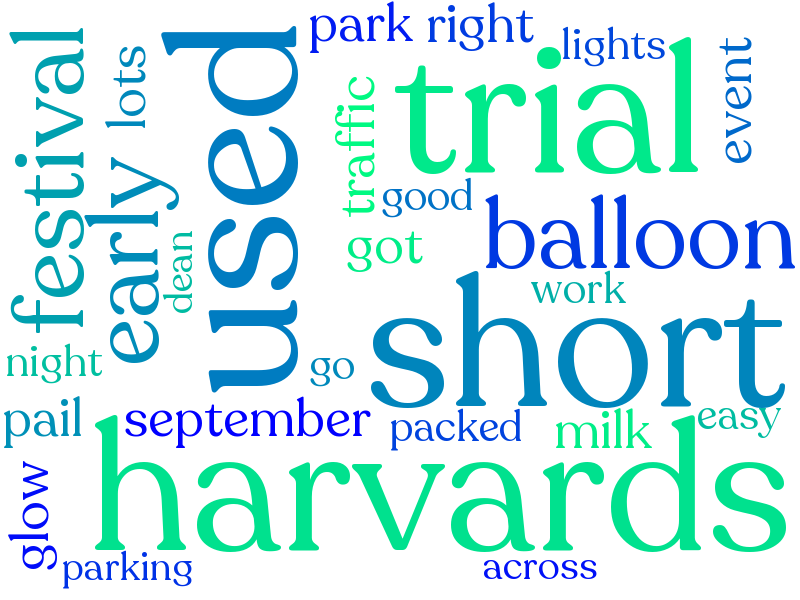 park right
lights
trial
event
festival
lots
early
used
traffic
dean
good
got
balloon
work
short
night
go
pail
september
packed
milk
easy
harvards
glow
parking
across